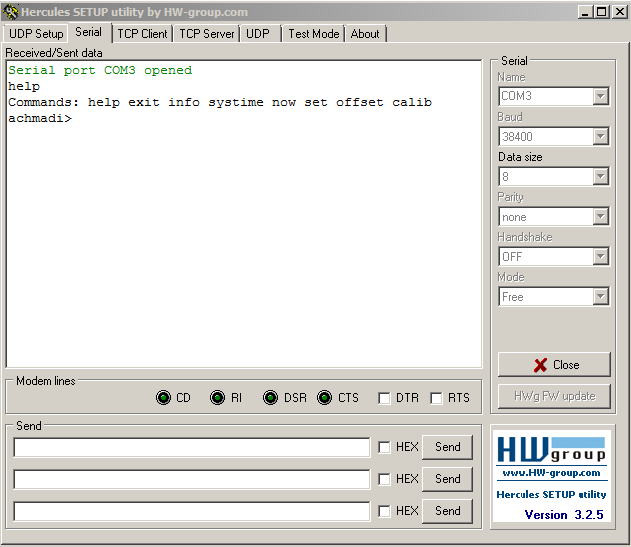 Hercules SETUP utility by HW-group.com
UDP Setup Serial TCP Client TCP Server UDP Test Mode About
Received/Sent data
Serial port COM3 opened
help
Commands: help exit info systime now set offset calib
achmadi>
Serial
Name
COM3
Baud
38400
Data size
8
Parity
none
Handshake
OFF
Mode
Free
Close
HWg FW update
Modem lines
CD RI DSR CTS DTR RTS
Send
HEX Send
HEX Send
HEX Send
HW group
www.HW-group.com
Hercules SETUP utility
Version 3.2.5